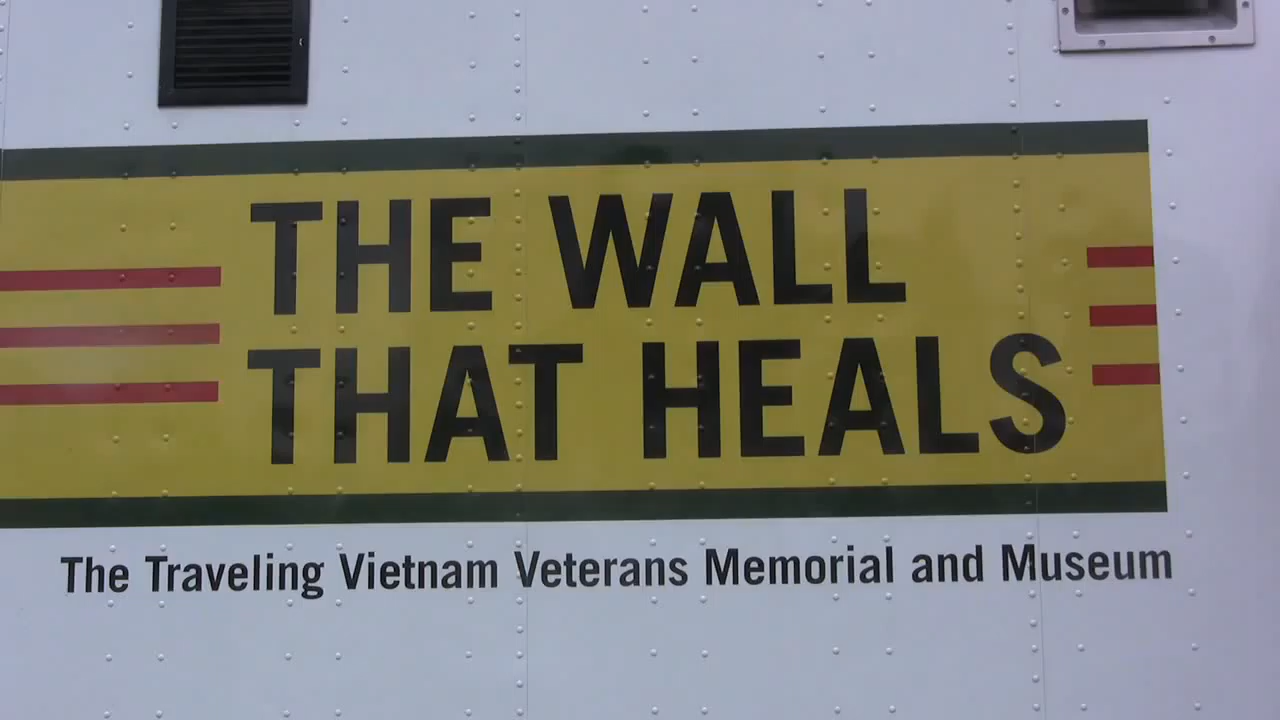 THE WALL
THAT HEALS
The Traveling Vietnam Veterans Memorial and Museum